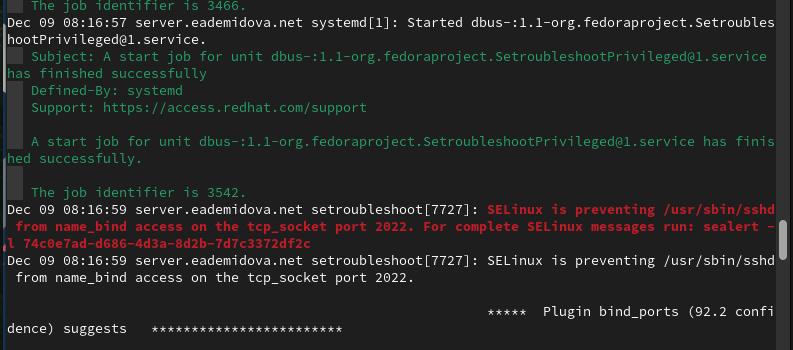 The job identifier is 3466.
Dec 09 08:16:57 server.eademidova.net systemd[1]: Started dbus-:1.1-org.fedoraproject.Setroubles
hootPrivileged@1.service.
Subject: A start job for unit dbus-:1.1-org.fedoraproject.SetroubleshootPrivileged@1.service
has finished successfully
Defined-By: systemd
Support: https://access.redhat.com/support
A start job for unit dbus-:1.1-org.fedoraproject.SetroubleshootPrivileged@1.service has finis
hed successfully.
The job identifier is 3542.
Dec 09 08:16:59 server.eademidova.net setroubleshoot[7727]: SELinux is preventing /usr/sbin/sshd
from name_bind access on the tcp_socket port 2022. For complete SELinux messages run: sealert -
l 74c0e7ad-d686-4d3a-8d2b-7d7c3372df2c
Dec 09 08:16:59 server.eademidova.net setroubleshoot[7727]: SELinux is preventing /usr/sbin/sshd
from name_bind access on the tcp_socket port 2022.
***** Plugin bind_ports (92.2 confi
dence) suggests ************************